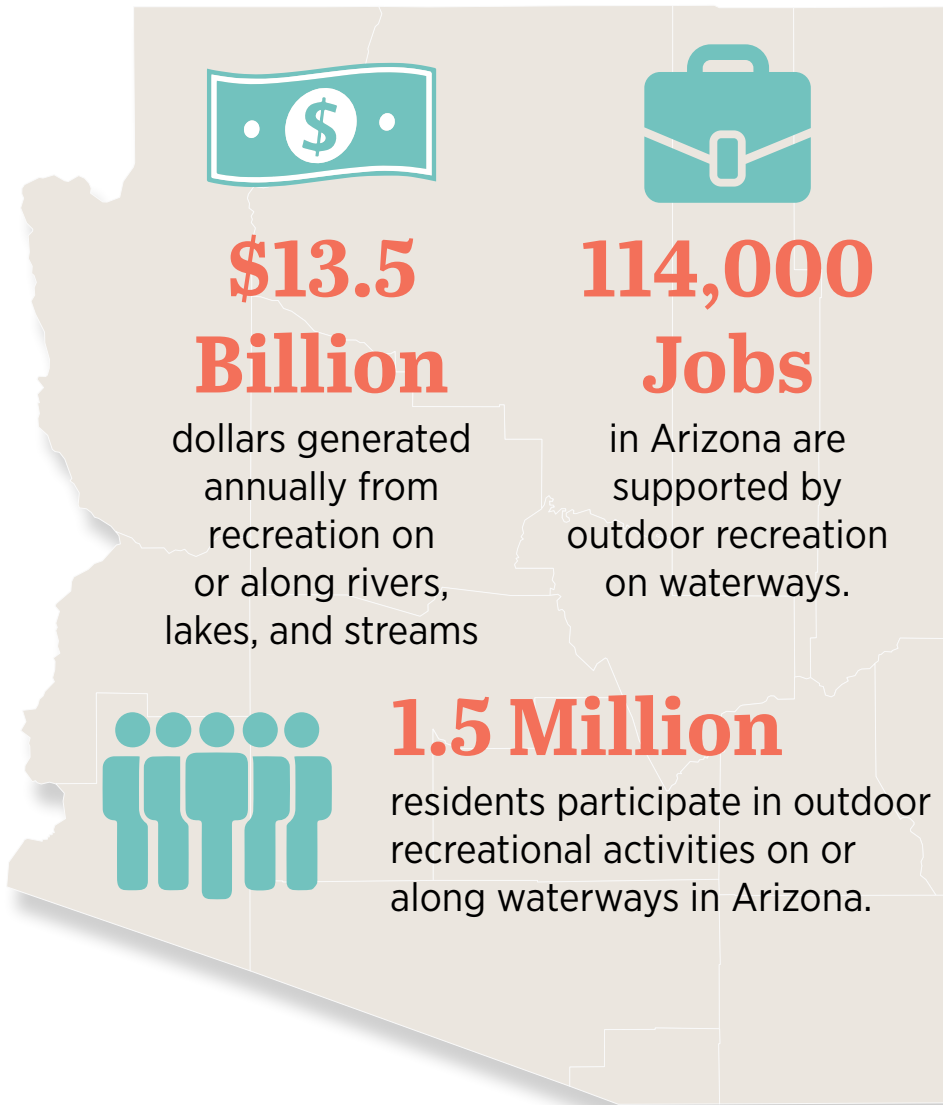 $
$13.5
Billion
dollars generated
annually from
recreation on
or along rivers,
lakes, and streams
114,000
Jobs
in Arizona are
supported by
outdoor recreation
on waterways.
1.5 Million
residents participate in outdoor
recreational activities on or
along waterways in Arizona.